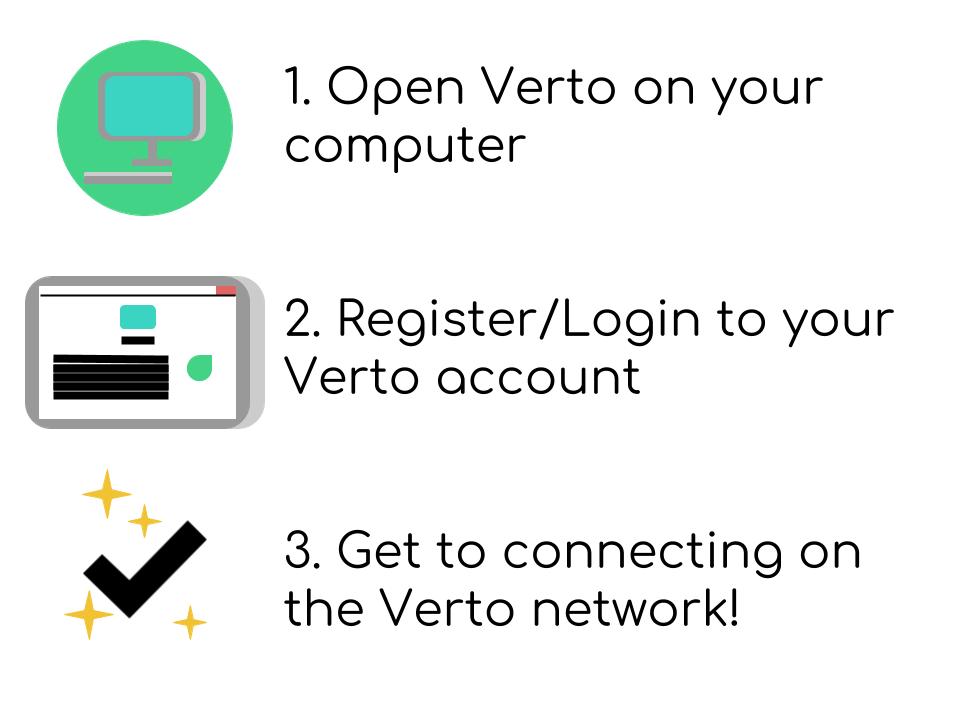 1. Open Verto on your
computer
2. Register/Login to your
Verto account
3. Get to connecting on
the Verto network!